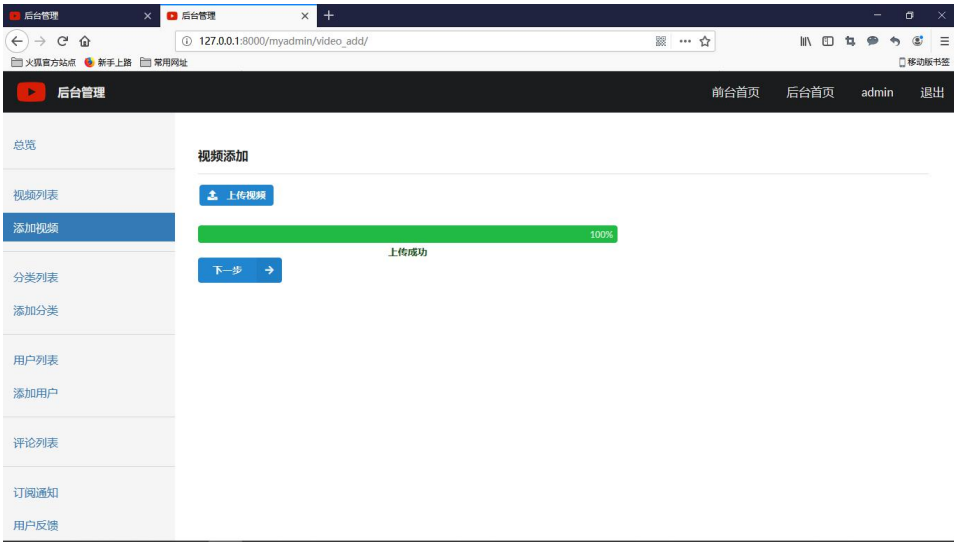 后台管理
后台管理
127.0.0.1:8000/myadmin/video_add/
火狐官方站点 新手上路 常用网址 移动版书签
后台管理 前台首页 后台首页 admin 退出
总览
视频列表
添加视频
分类列表
添加分类
用户列表
添加用户
评论列表
订阅通知
用户反馈
视频添加
上传视频
100%
上传成功
下一步